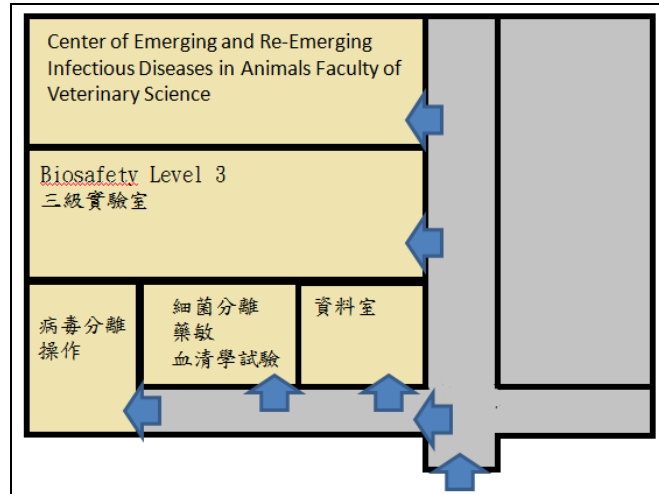 Center of Emerging and Re-Emerging
Infectious Diseases in Animals Faculty of
Veterinary Science
Biosafety Level 3
三級實驗室
病毒分離
操作
細菌分離
藥敏
血清學試驗
資料室